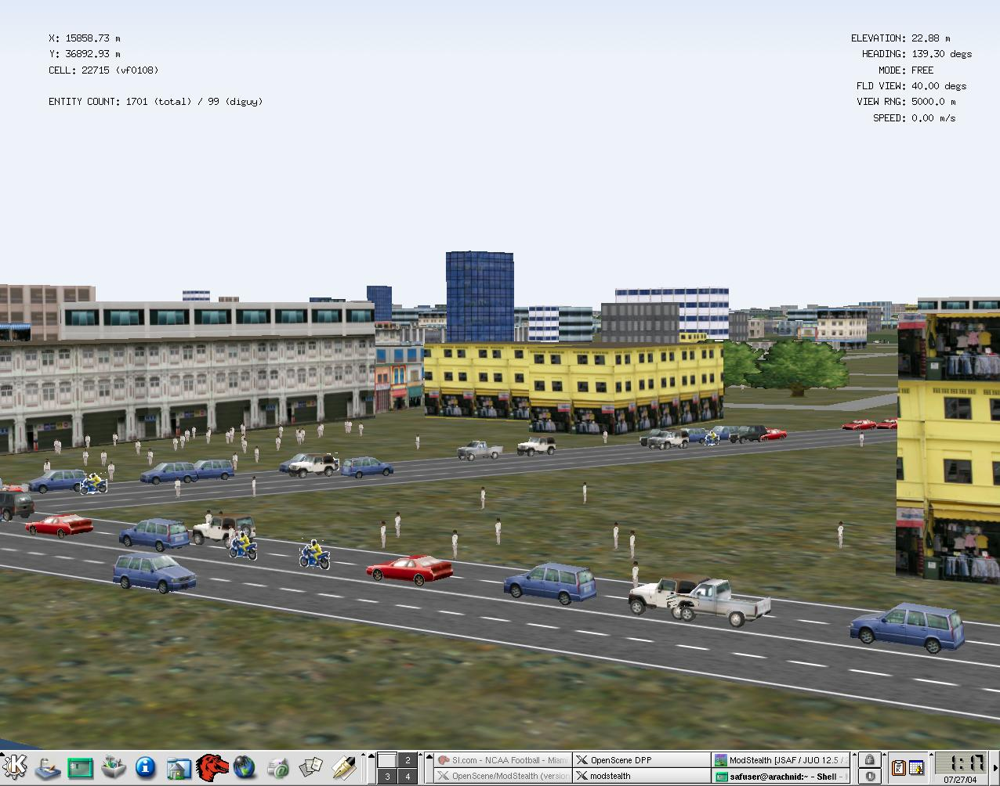 X: 15858.73 m
Y: 36892.93 m
CELL: 22715 (vf0108)
ENTITY COUNT: 1701 (total) / 99 (diguy)
ELEVATION: 22.88 m
HEADING: 139.30 degs
MODE: FREE
FLD VIEW: 40.00 degs
VIEW RNG: 5000.0 m
SPEED: 0.00 m/s
2
3 4
SI.com - NCAA Football - Miami
OpenScene/ModStealth (version
OpenScene DPP
modstealth
ModStealth [JSAF / JUO 12.5 /
safuser@arachnid:~ - Shell -
1:17
07/27/04